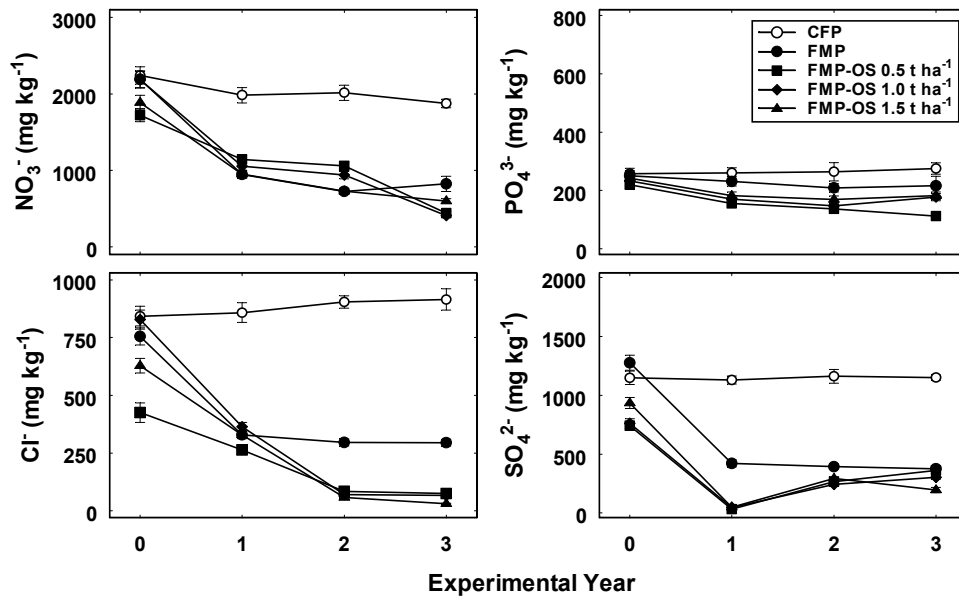 3000
2000
1000
0
NO₃⁻ (mg kg⁻¹)
800
600
400
200
0
PO₄³⁻ (mg kg⁻¹)
CFP
FMP
FMP-OS 0.5 t ha⁻¹
FMP-OS 1.0 t ha⁻¹
FMP-OS 1.5 t ha⁻¹
1000
750
500
250
0
Cl⁻ (mg kg⁻¹)
0 1 2 3
2000
1500
1000
500
0
SO₄²⁻ (mg kg⁻¹)
0 1 2 3
Experimental Year